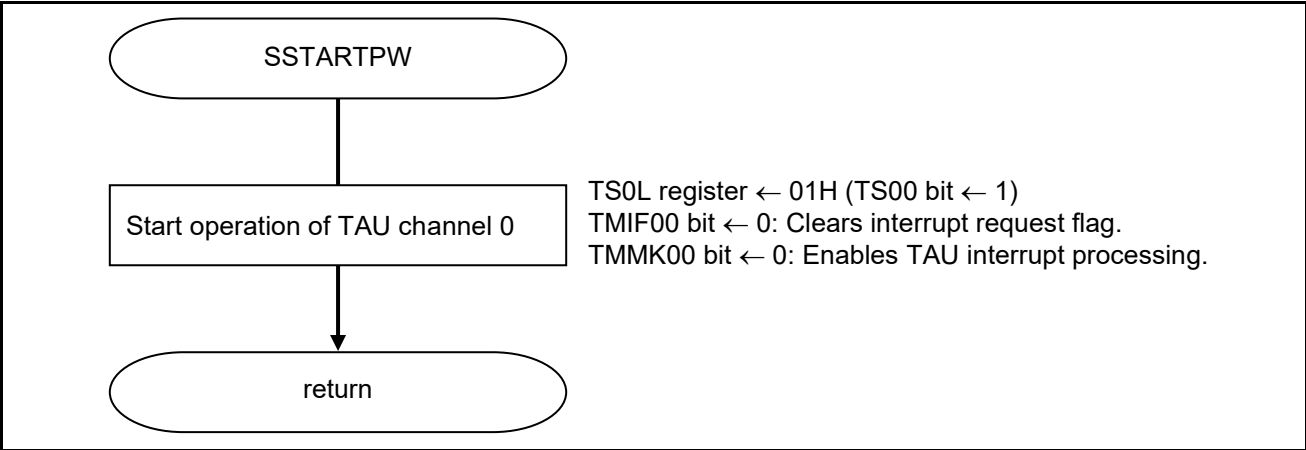 SSTARTPW
Start operation of TAU channel 0
TS0L register ← 01H (TS00 bit ← 1)
TMIF00 bit ← 0: Clears interrupt request flag.
TMMK00 bit ← 0: Enables TAU interrupt processing.
return